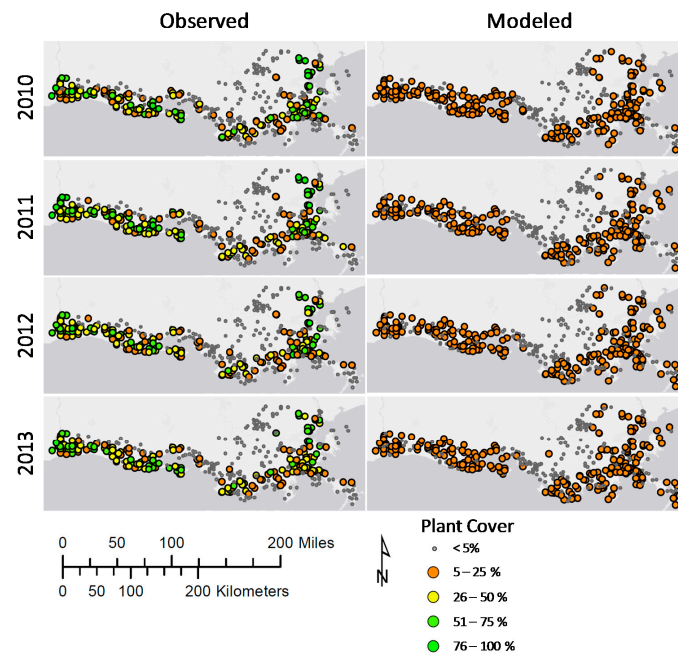 Observed
Modeled
2010
2011
2012
2013
0 50 100 200 Miles
0 50 100 200 Kilometers
N
Plant Cover
<5%
5 – 25 %
26 – 50 %
51 – 75 %
76 – 100 %